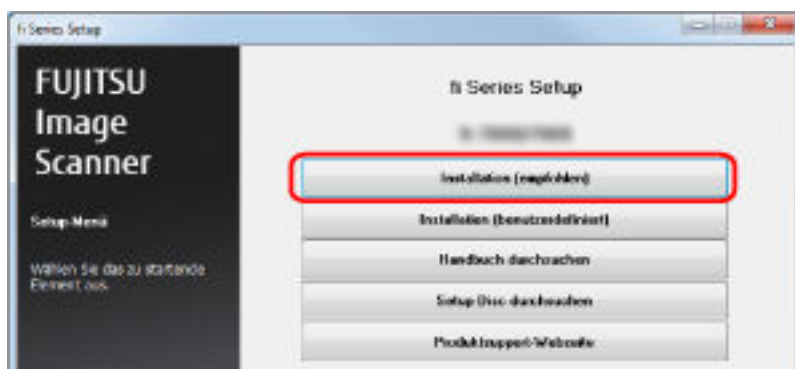 fi Series Setup
FUJITSU
Image
Scanner
Setup-Menü
Wählen Sie das zu startende
Element aus.
fi Series Setup
Installation (empfohlen)
Installation (benutzerdefiniert)
Handbuch durchsuchen
Setup Disc durchsuchen
Produktsupport-Webseite